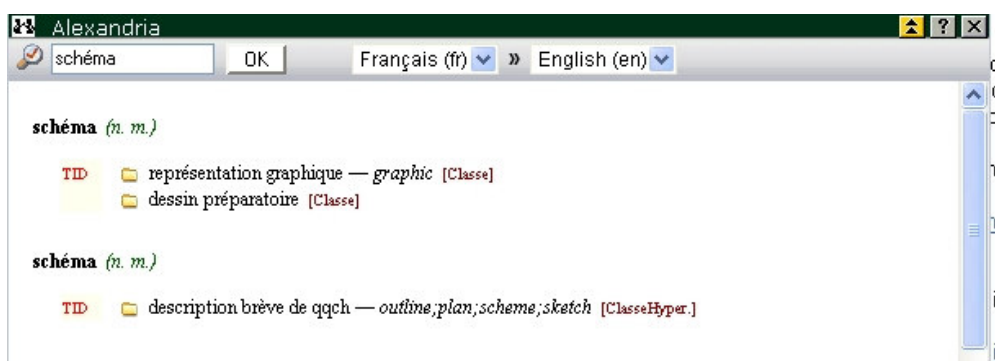 Alexandria ?
schéma OK Français (fr) » English (en)
schéma (n. m.)
TID représentation graphique — graphic [Classe]
dessin préparatoire [Classe]
schéma (n. m.)
TID description brève de qqch — outline;plan;scheme;sketch [ClasseHyper.]